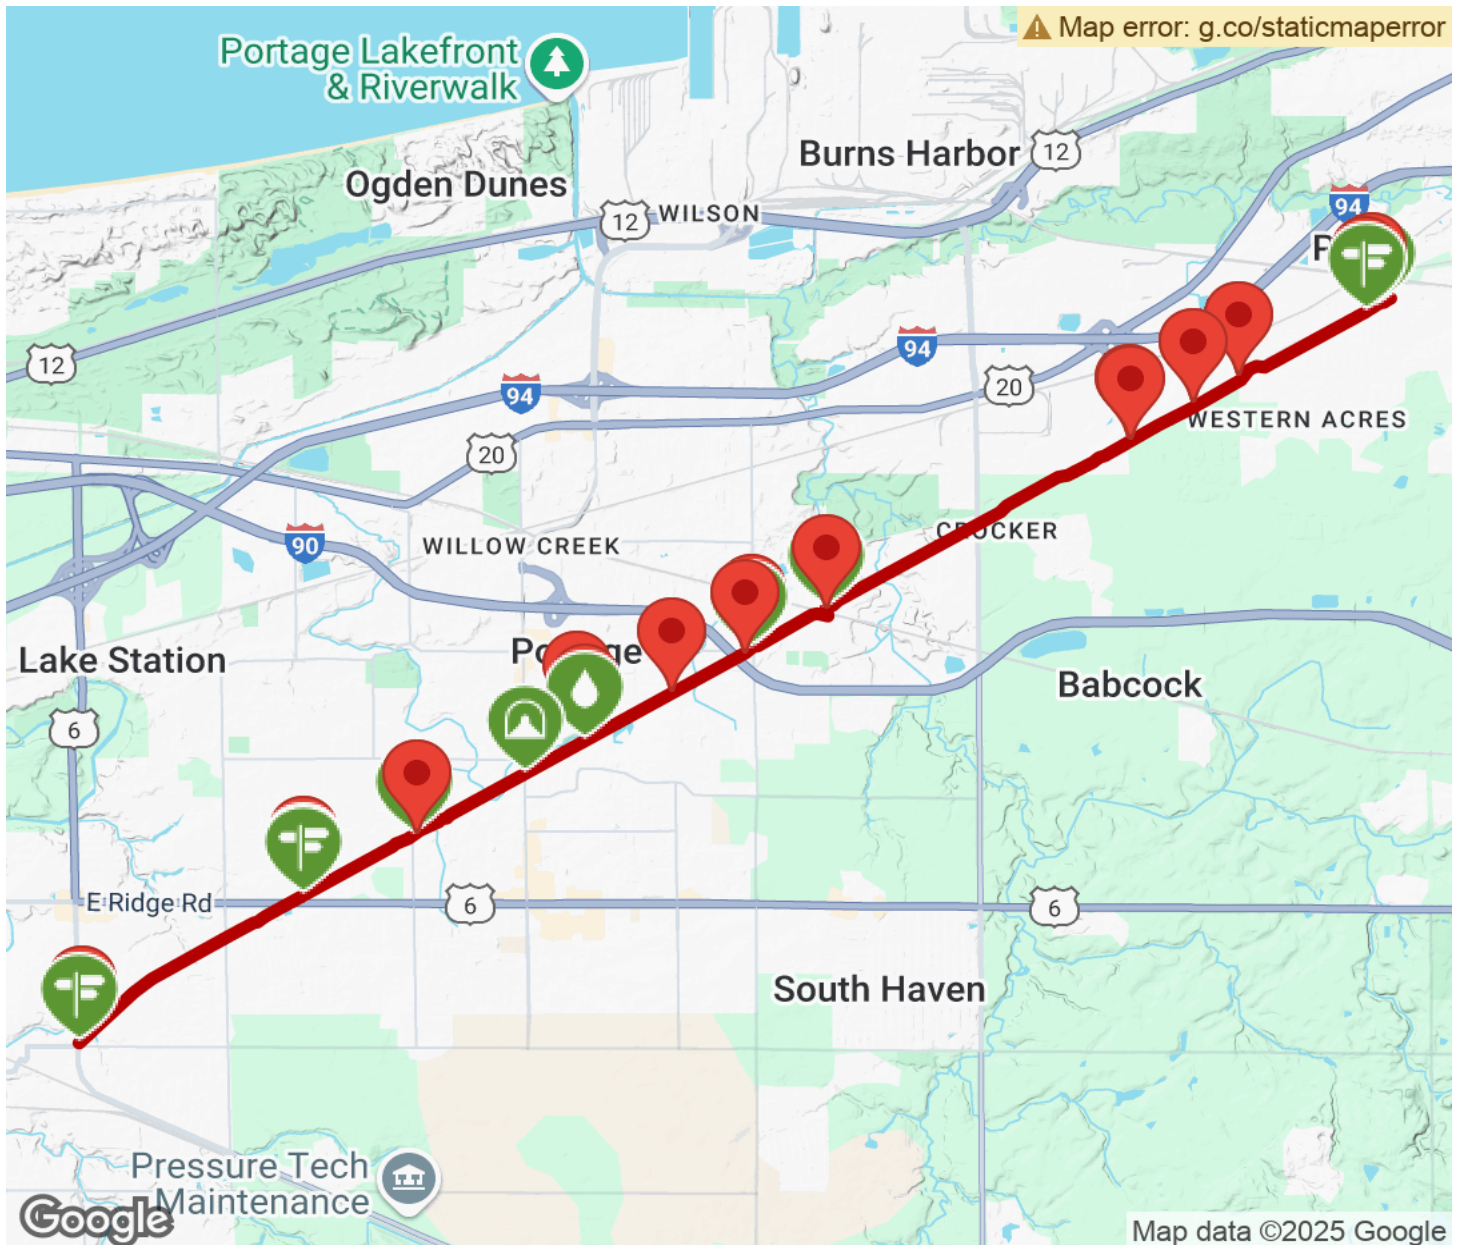 Map error: g.co/staticmaperror
Portage Lakefront
& Riverwalk
Burns Harbor
12
Ogden Dunes
12
WILSON
94
P
12
94
20
94
WESTERN ACRES
20
CROCKER
90
WILLOW CREEK
Lake Station
Portage
Babcock
6
E Ridge Rd
6
6
South Haven
Pressure Tech
Maintenance
Google
Map data ©2025 Google